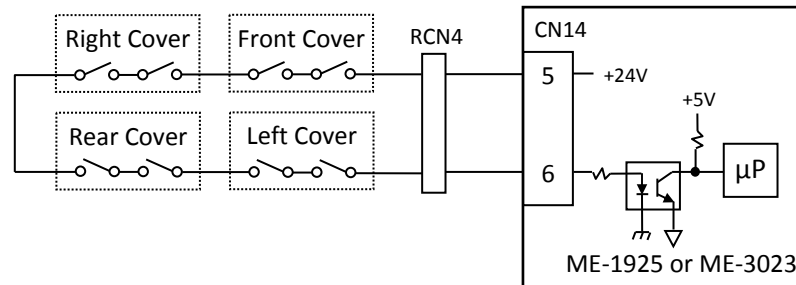 Right Cover
Front Cover
RCN4
CN14
5
+24V
+5V
Rear Cover
Left Cover
6
µP
ME-1925 or ME-3023